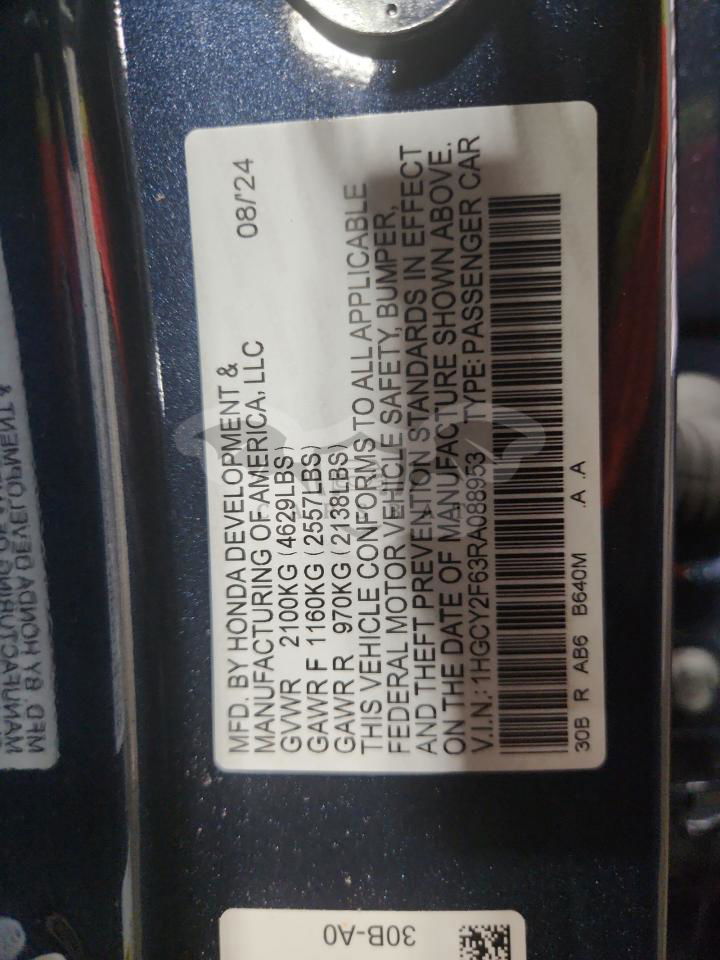 MFD. BY HONDA DEVELOPMENT &
MANUFACTURING OF AMERICA, LLC 08/'24
GVWR 2100KG (4629LBS)
GAWR F 1160KG (2557LBS)
GAWR R 970KG (2138LBS)
THIS VEHICLE CONFORMS TO ALL APPLICABLE
FEDERAL MOTOR VEHICLE SAFETY, BUMPER,
AND THEFT PREVENTION STANDARDS IN EFFECT
ON THE DATE OF MANUFACTURE SHOWN ABOVE.
V.I.N.: 1HGCY2F63RA088953 TYPE: PASSENGER CAR
30B R AB6 B640M .A .A
30B-A0